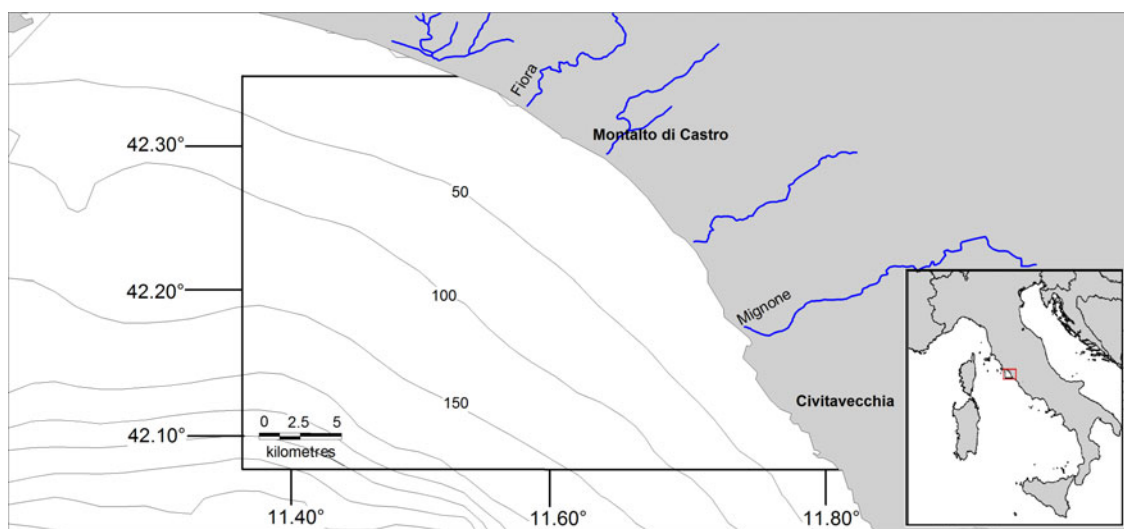 Fiora
Montalto di Castro
42.30°
50
42.20°
100
Mignone
Civitavecchia
150
0 2.5 5
kilometres
42.10°
11.40°
11.60°
11.80°